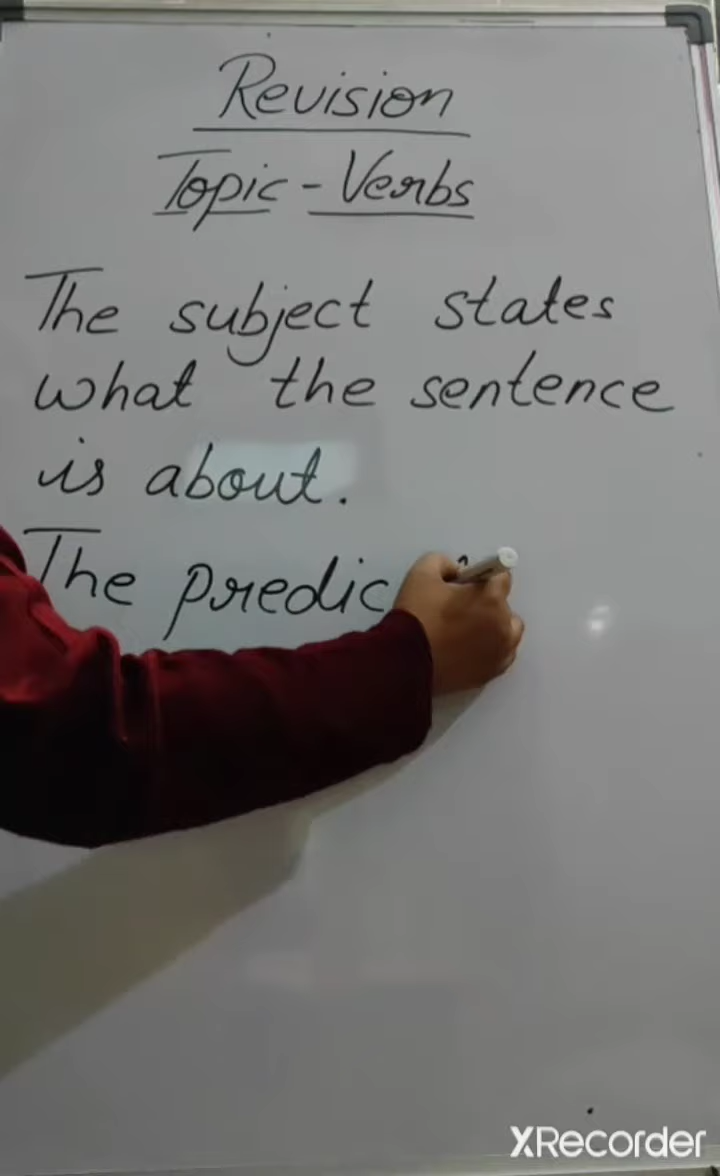 Revision
Topic - Verbs
The subject states
what the sentence
is about.
The predic
XRecorder